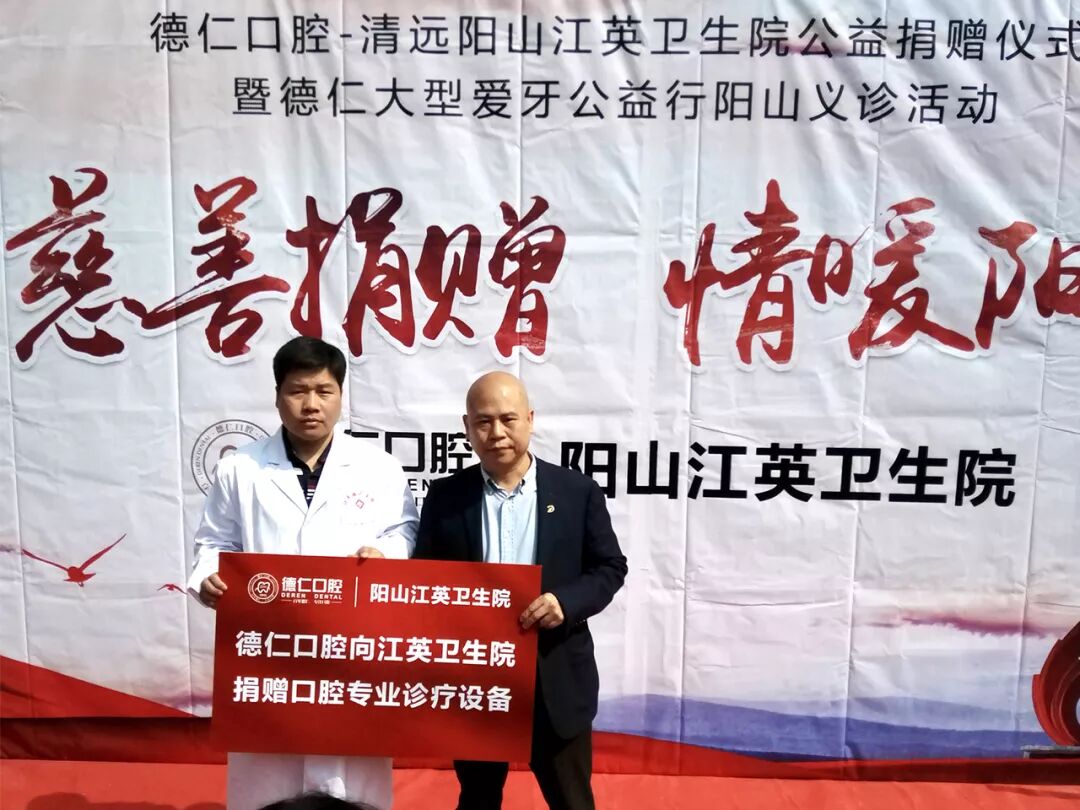 德仁口腔-清远阳山江英卫生院公益捐赠仪式
暨德仁大型爱牙公益行阳山义诊活动
慈善捐赠 情暖阳
仁口腔 阳山江英卫生院
德仁口腔 阳山江英卫生院
DEREN DENTAL
德仁口腔向江英卫生院
捐赠口腔专业诊疗设备